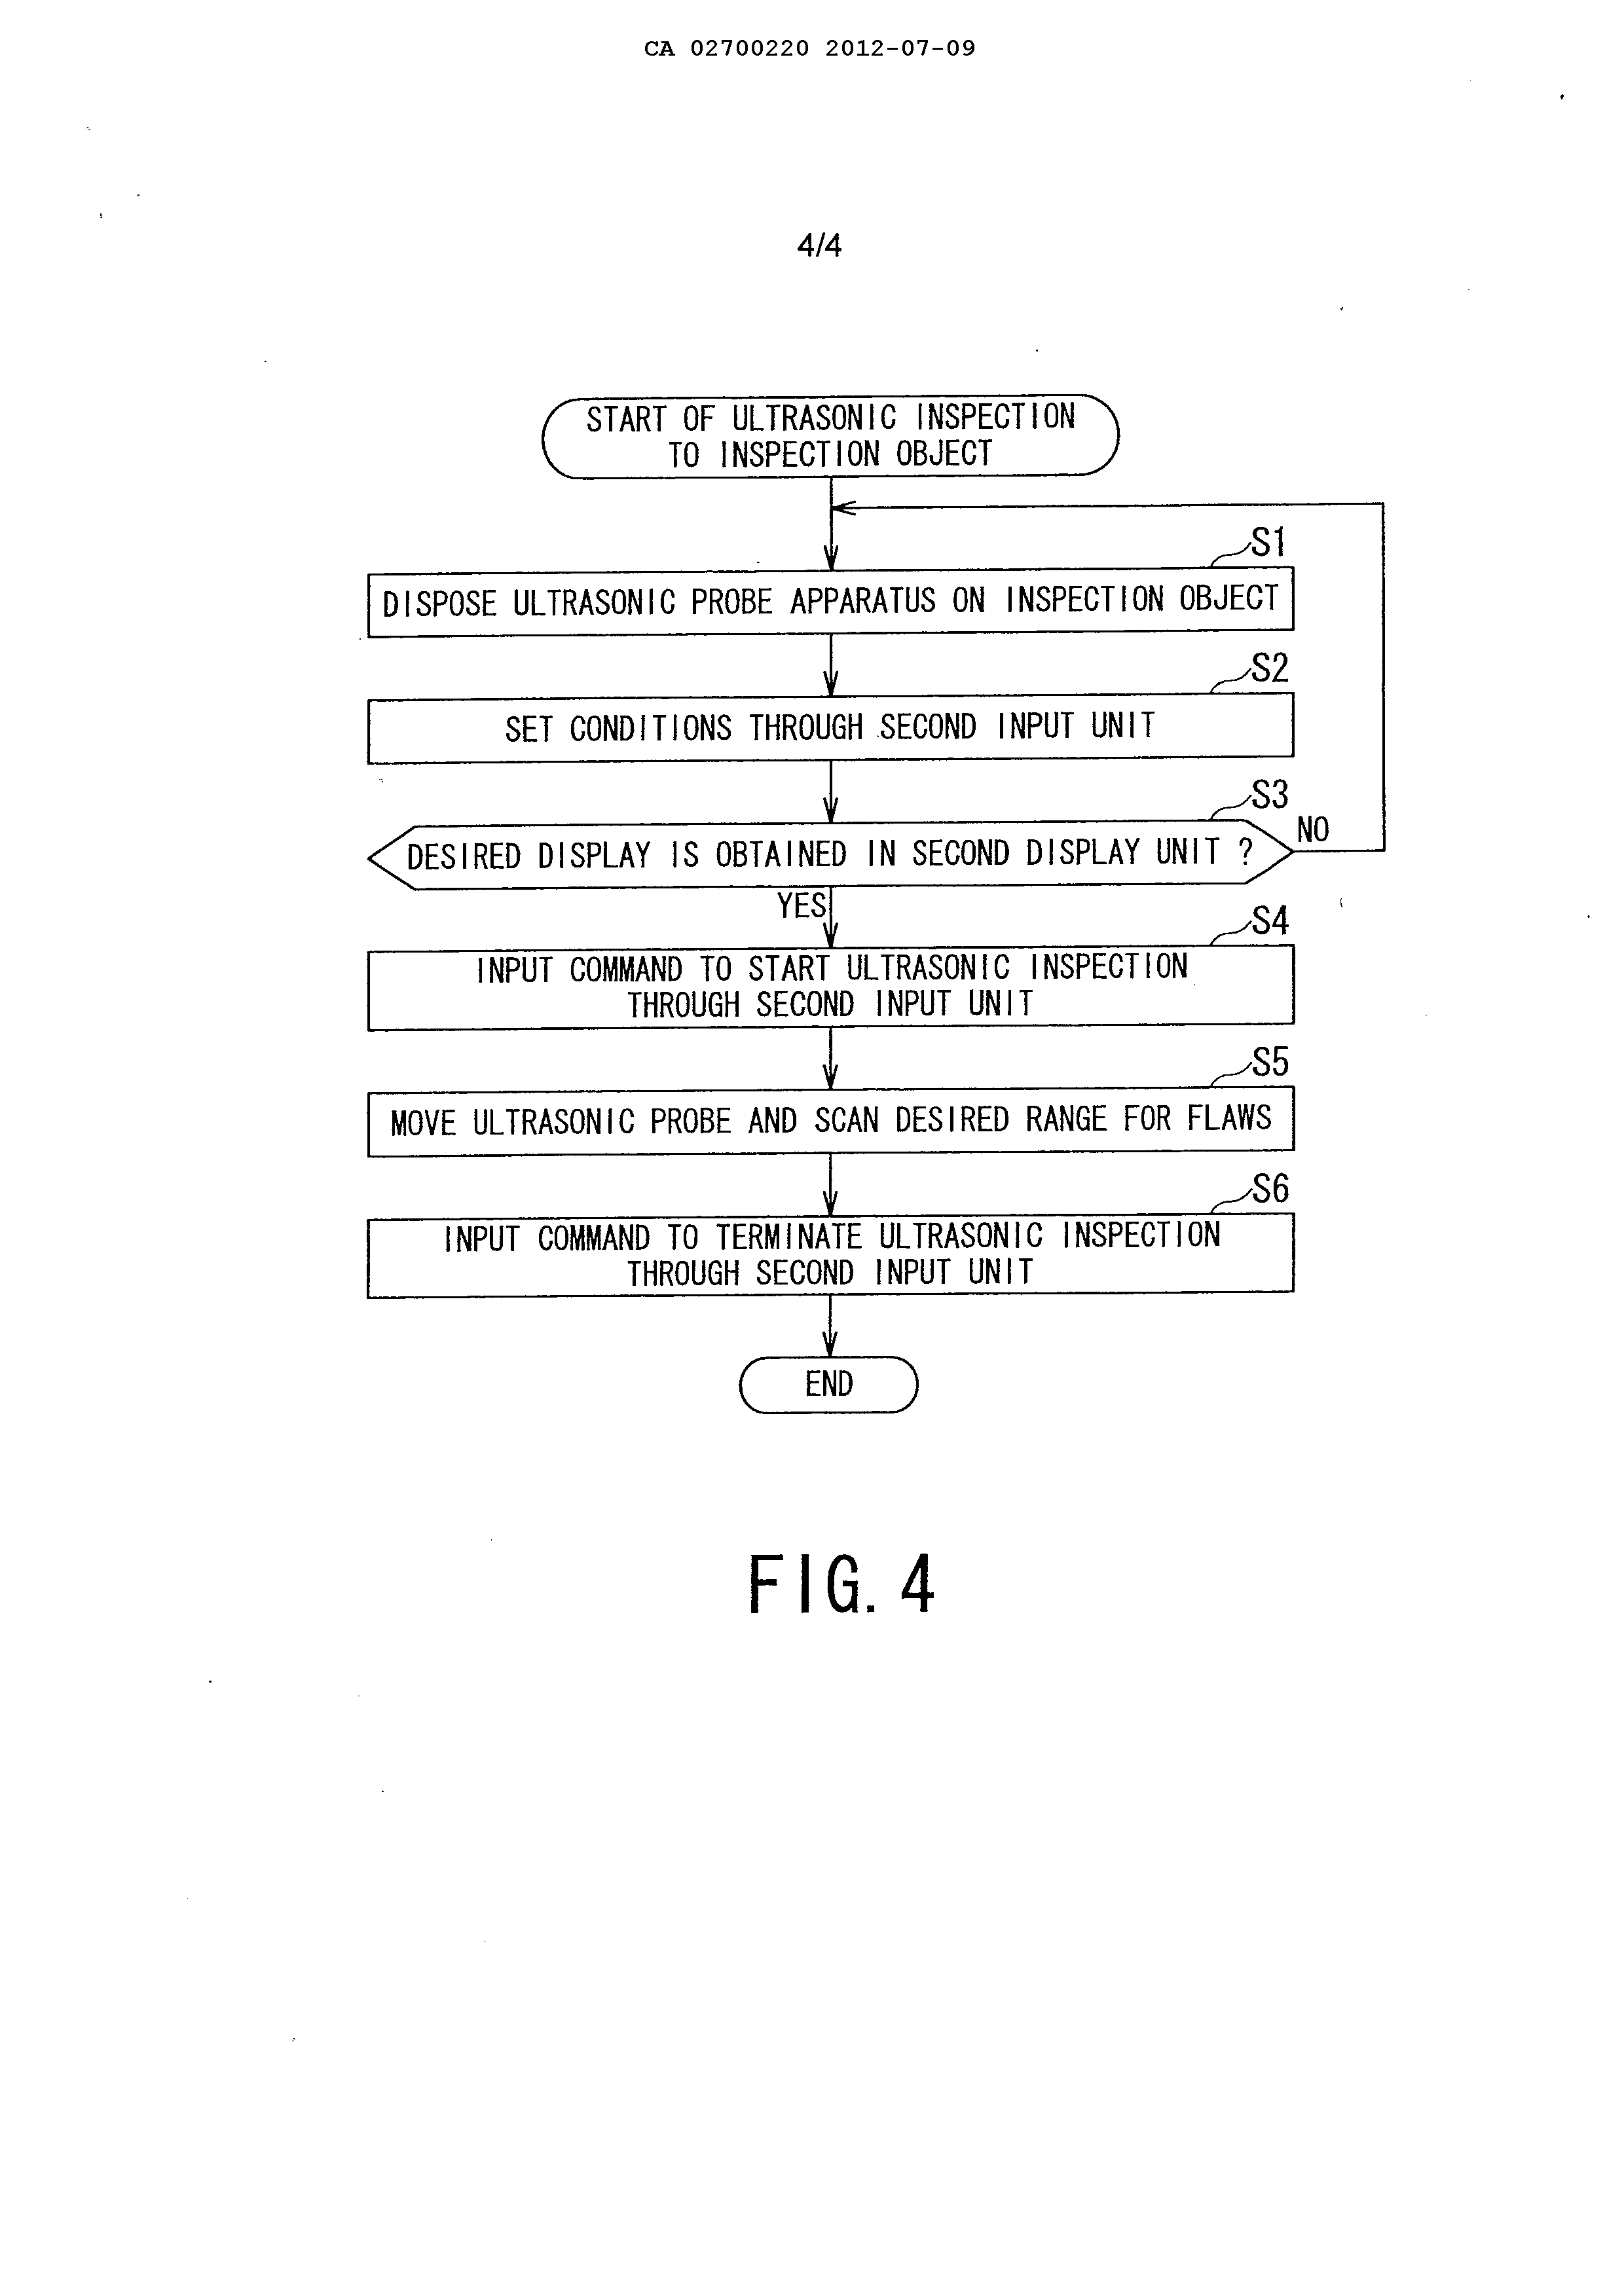 CA 02700220 2012-07-09
4/4
START OF ULTRASONIC INSPECTION
TO INSPECTION OBJECT
S1
DISPOSE ULTRASONIC PROBE APPARATUS ON INSPECTION OBJECT
S2
SET CONDITIONS THROUGH SECOND INPUT UNIT
S3
DESIRED DISPLAY IS OBTAINED IN SECOND DISPLAY UNIT ?
NO
YES
S4
INPUT COMMAND TO START ULTRASONIC INSPECTION
THROUGH SECOND INPUT UNIT
S5
MOVE ULTRASONIC PROBE AND SCAN DESIRED RANGE FOR FLAWS
S6
INPUT COMMAND TO TERMINATE ULTRASONIC INSPECTION
THROUGH SECOND INPUT UNIT
END
FIG. 4